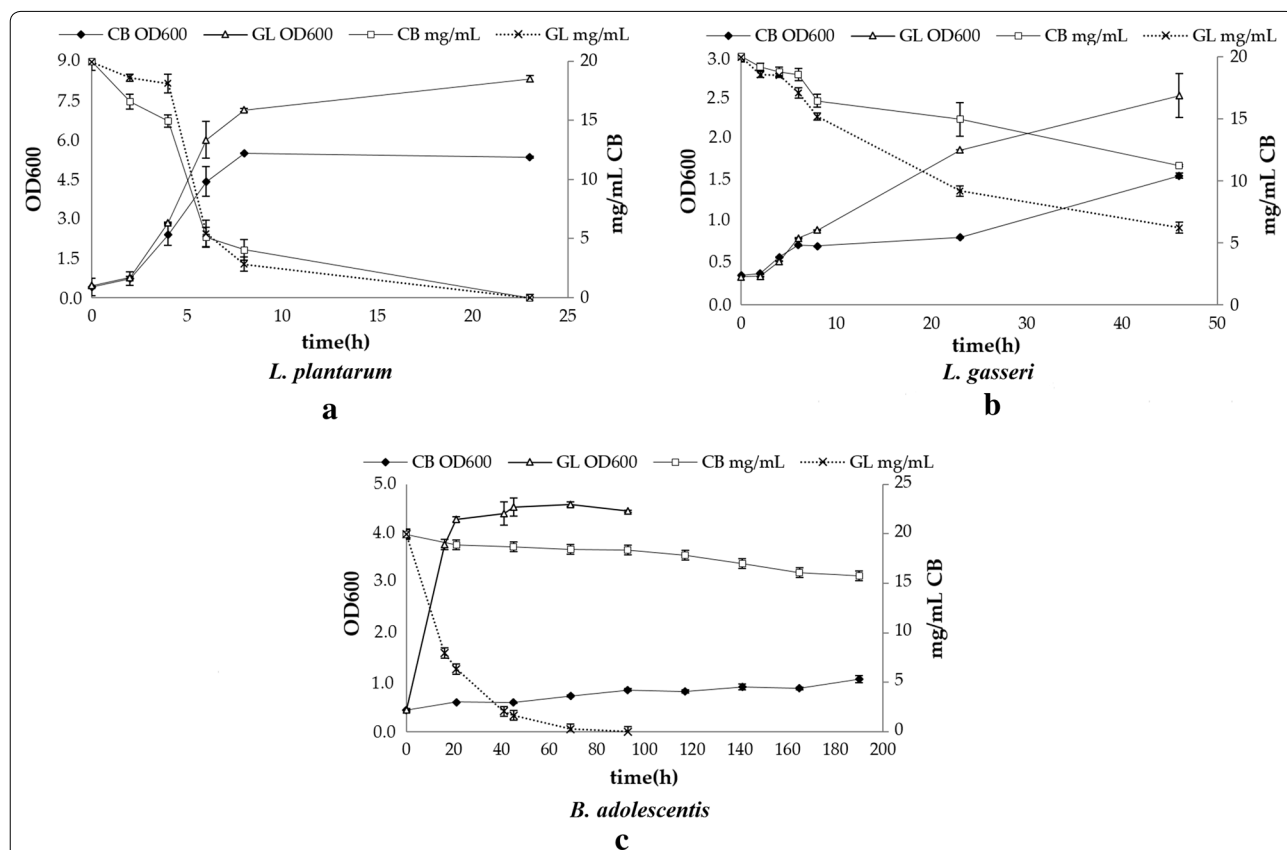 CB OD600 GL OD600 CB mg/mL GL mg/mL
9.0 7.5 6.0 4.5 3.0 1.5 0.0
OD600
20 15 10 5 0
mg/mL CB
0 5 10 15 20 25
time(h)
L. plantarum
a
CB OD600 GL OD600 CB mg/mL GL mg/mL
3.0 2.5 2.0 1.5 1.0 0.5 0.0
OD600
20 15 10 5 0
mg/mL CB
0 10 20 30 40 50
time(h)
L. gasseri
b
CB OD600 GL OD600 CB mg/mL GL mg/mL
5.0 4.0 3.0 2.0 1.0 0.0
OD600
25 20 15 10 5 0
mg/mL CB
0 20 40 60 80 100 120 140 160 180 200
time(h)
B. adolescentis
c